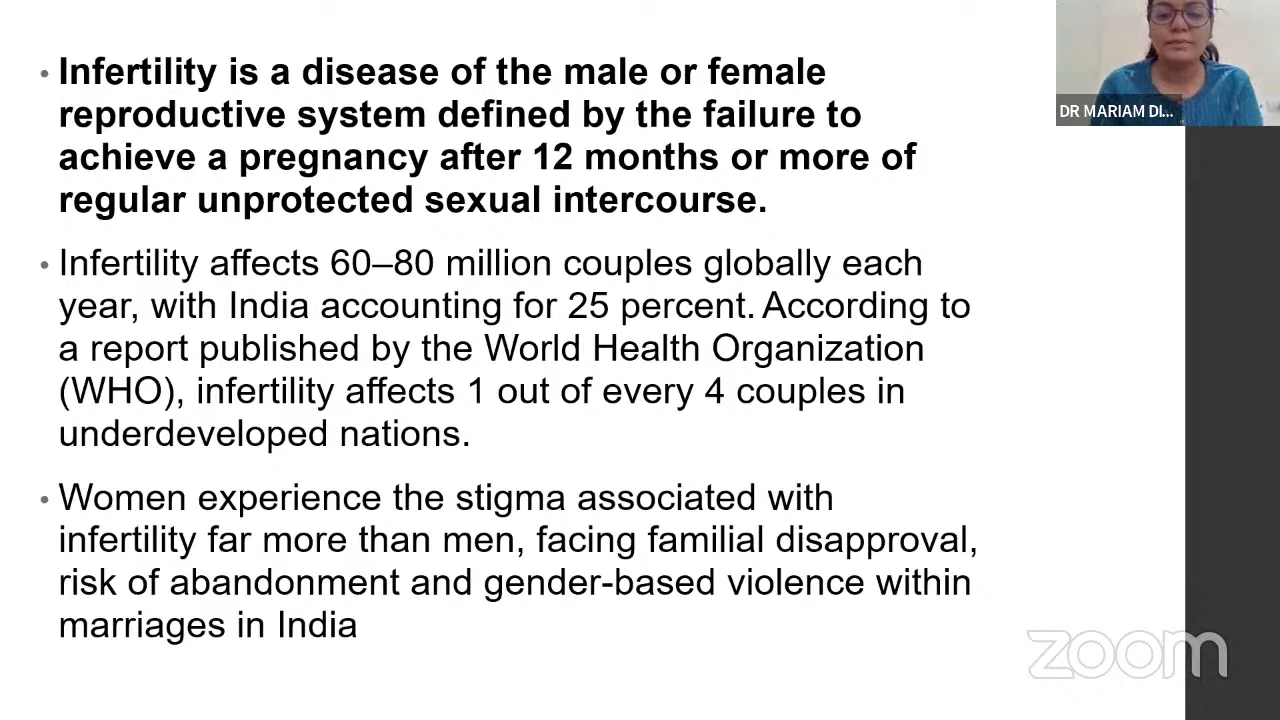 • Infertility is a disease of the male or female
reproductive system defined by the failure to
achieve a pregnancy after 12 months or more of
regular unprotected sexual intercourse.
• Infertility affects 60–80 million couples globally each
year, with India accounting for 25 percent. According to
a report published by the World Health Organization
(WHO), infertility affects 1 out of every 4 couples in
underdeveloped nations.
• Women experience the stigma associated with
infertility far more than men, facing familial disapproval,
risk of abandonment and gender-based violence within
marriages in India
DR MARIAM DI...
zoom